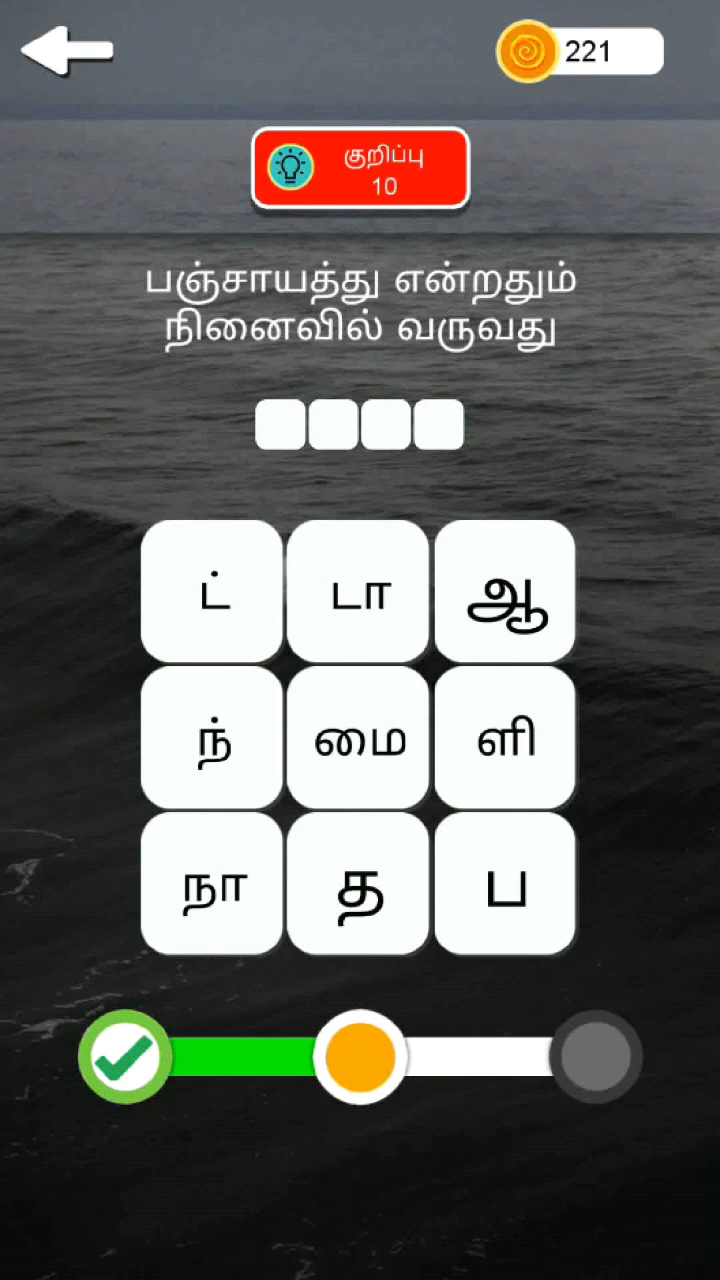 221
குறிப்பு
10
பஞ்சாயத்து என்றதும்
நினைவில் வருவது
ட் டா ஆ
ந் மை ளி
நா த ப